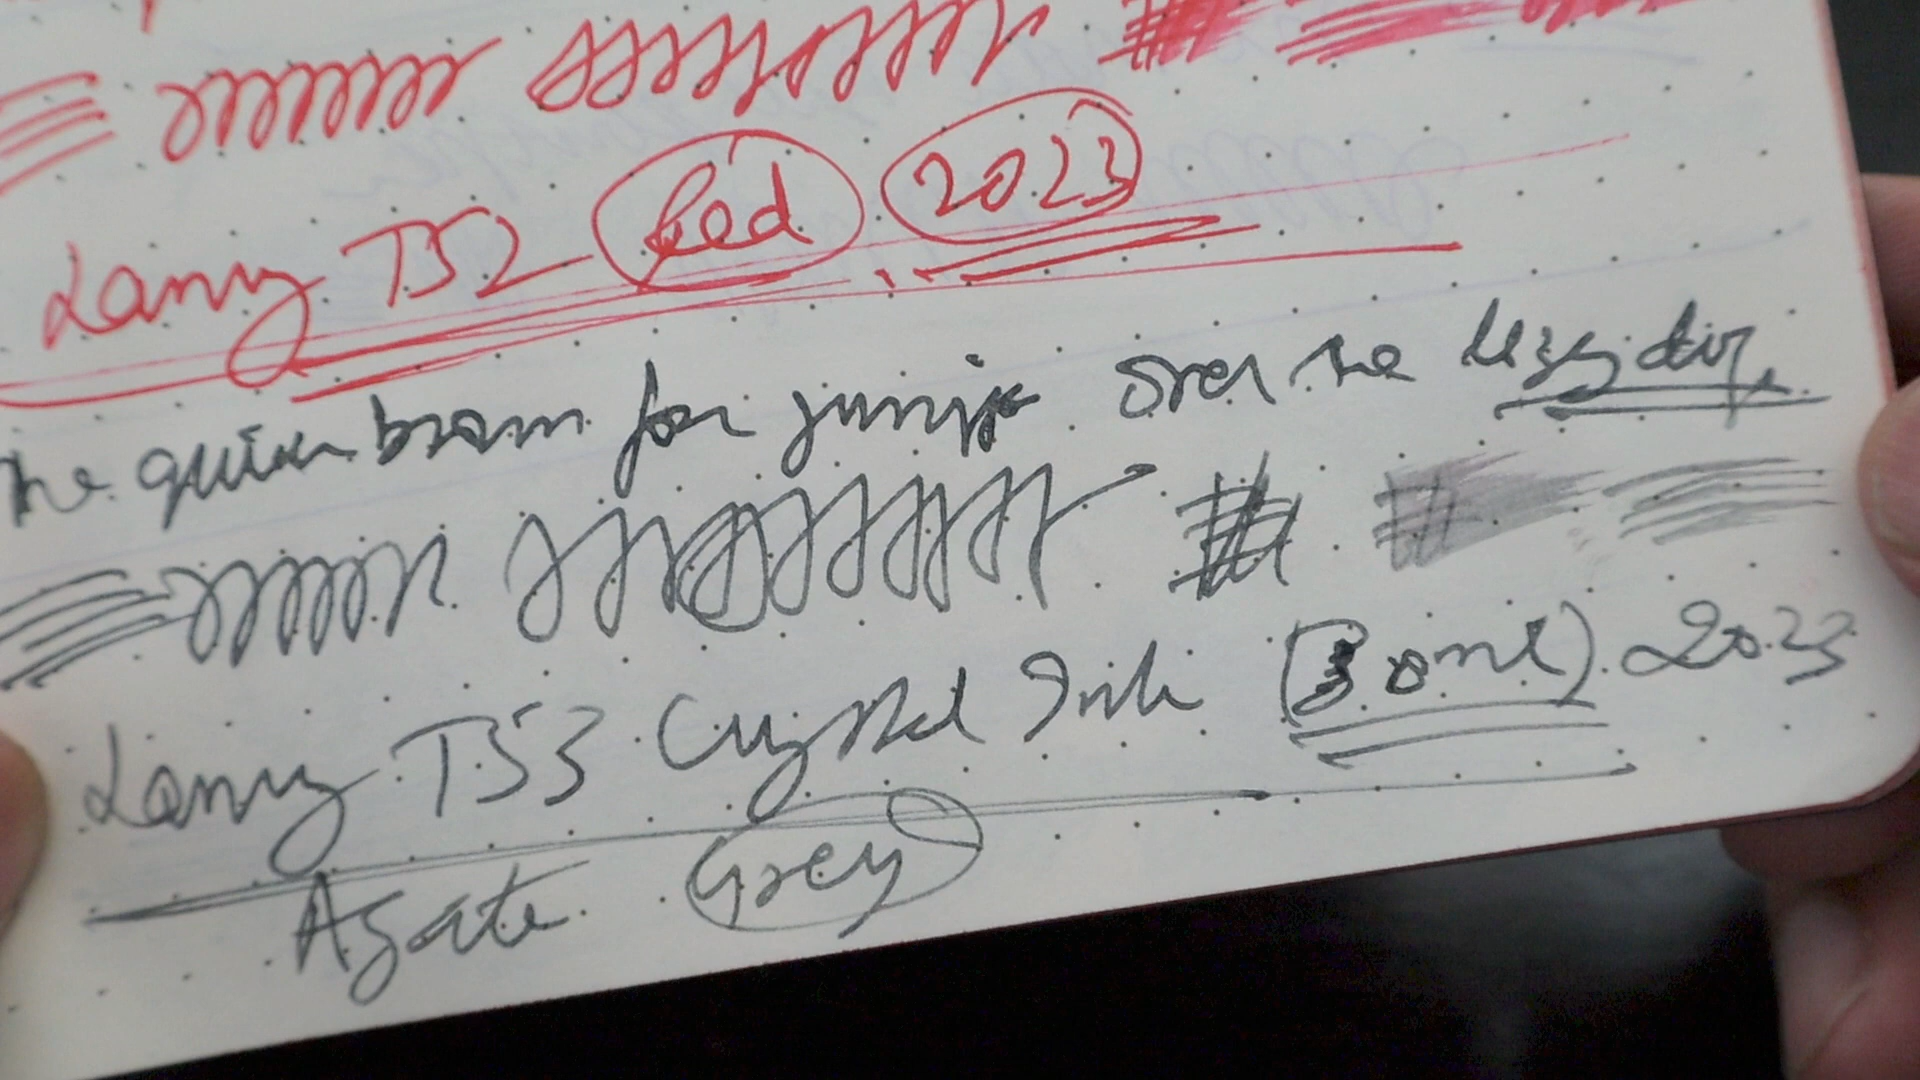 Lamy T52 Red 2023
The quick brown fox jumps over the lazy dog
Lamy T53 Crystal Ink (30ml) 2023
Agate Grey